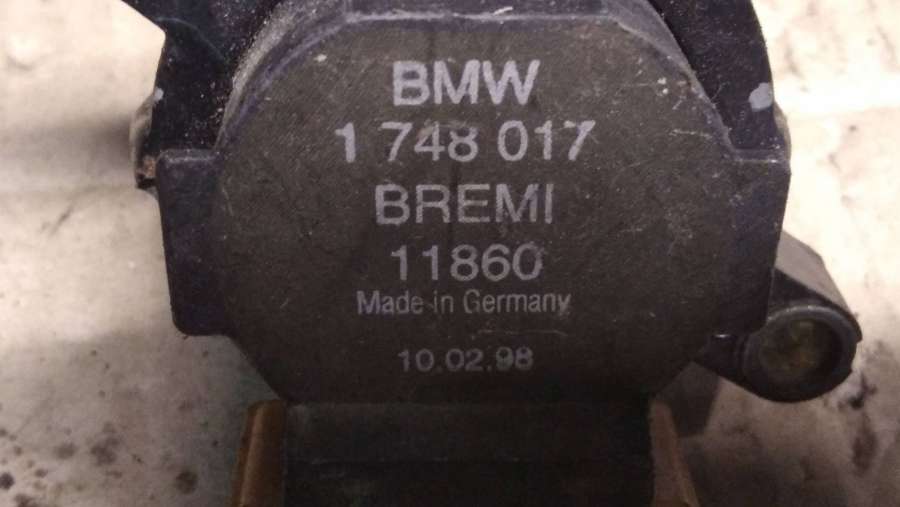 BMW
1 748 017
BREMI
11860
Made in Germany
10.02.98